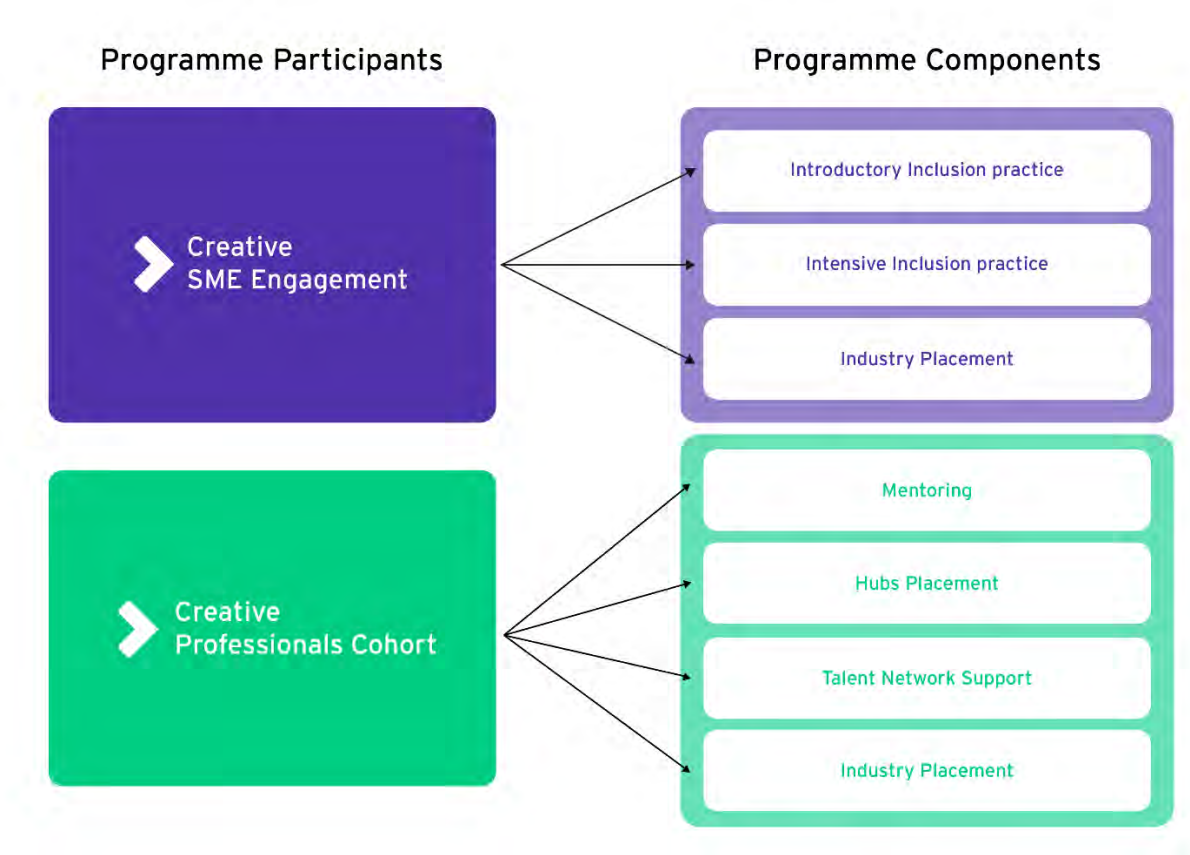 Programme Participants
Programme Components
Creative
SME Engagement
Introductory Inclusion practice
Intensive Inclusion practice
Industry Placement
Creative
Professionals Cohort
Mentoring
Hubs Placement
Talent Network Support
Industry Placement